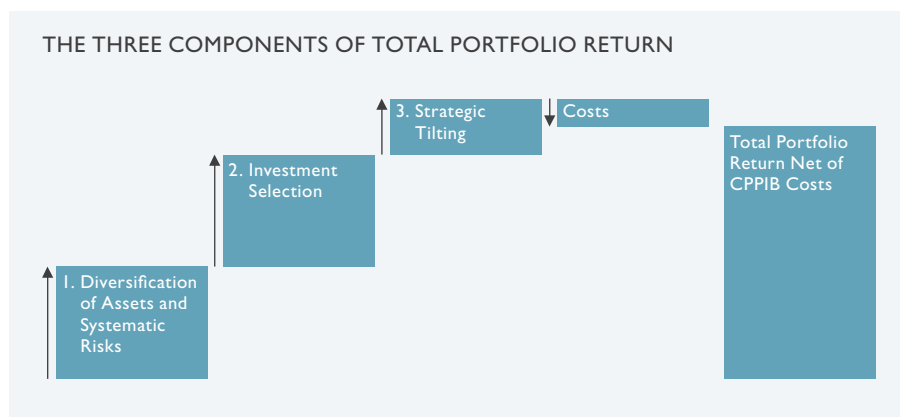 THE THREE COMPONENTS OF TOTAL PORTFOLIO RETURN
1. Diversification
of Assets and
Systematic
Risks
2. Investment
Selection
3. Strategic
Tilting
Costs
Total Portfolio
Return Net of
CPPIB Costs